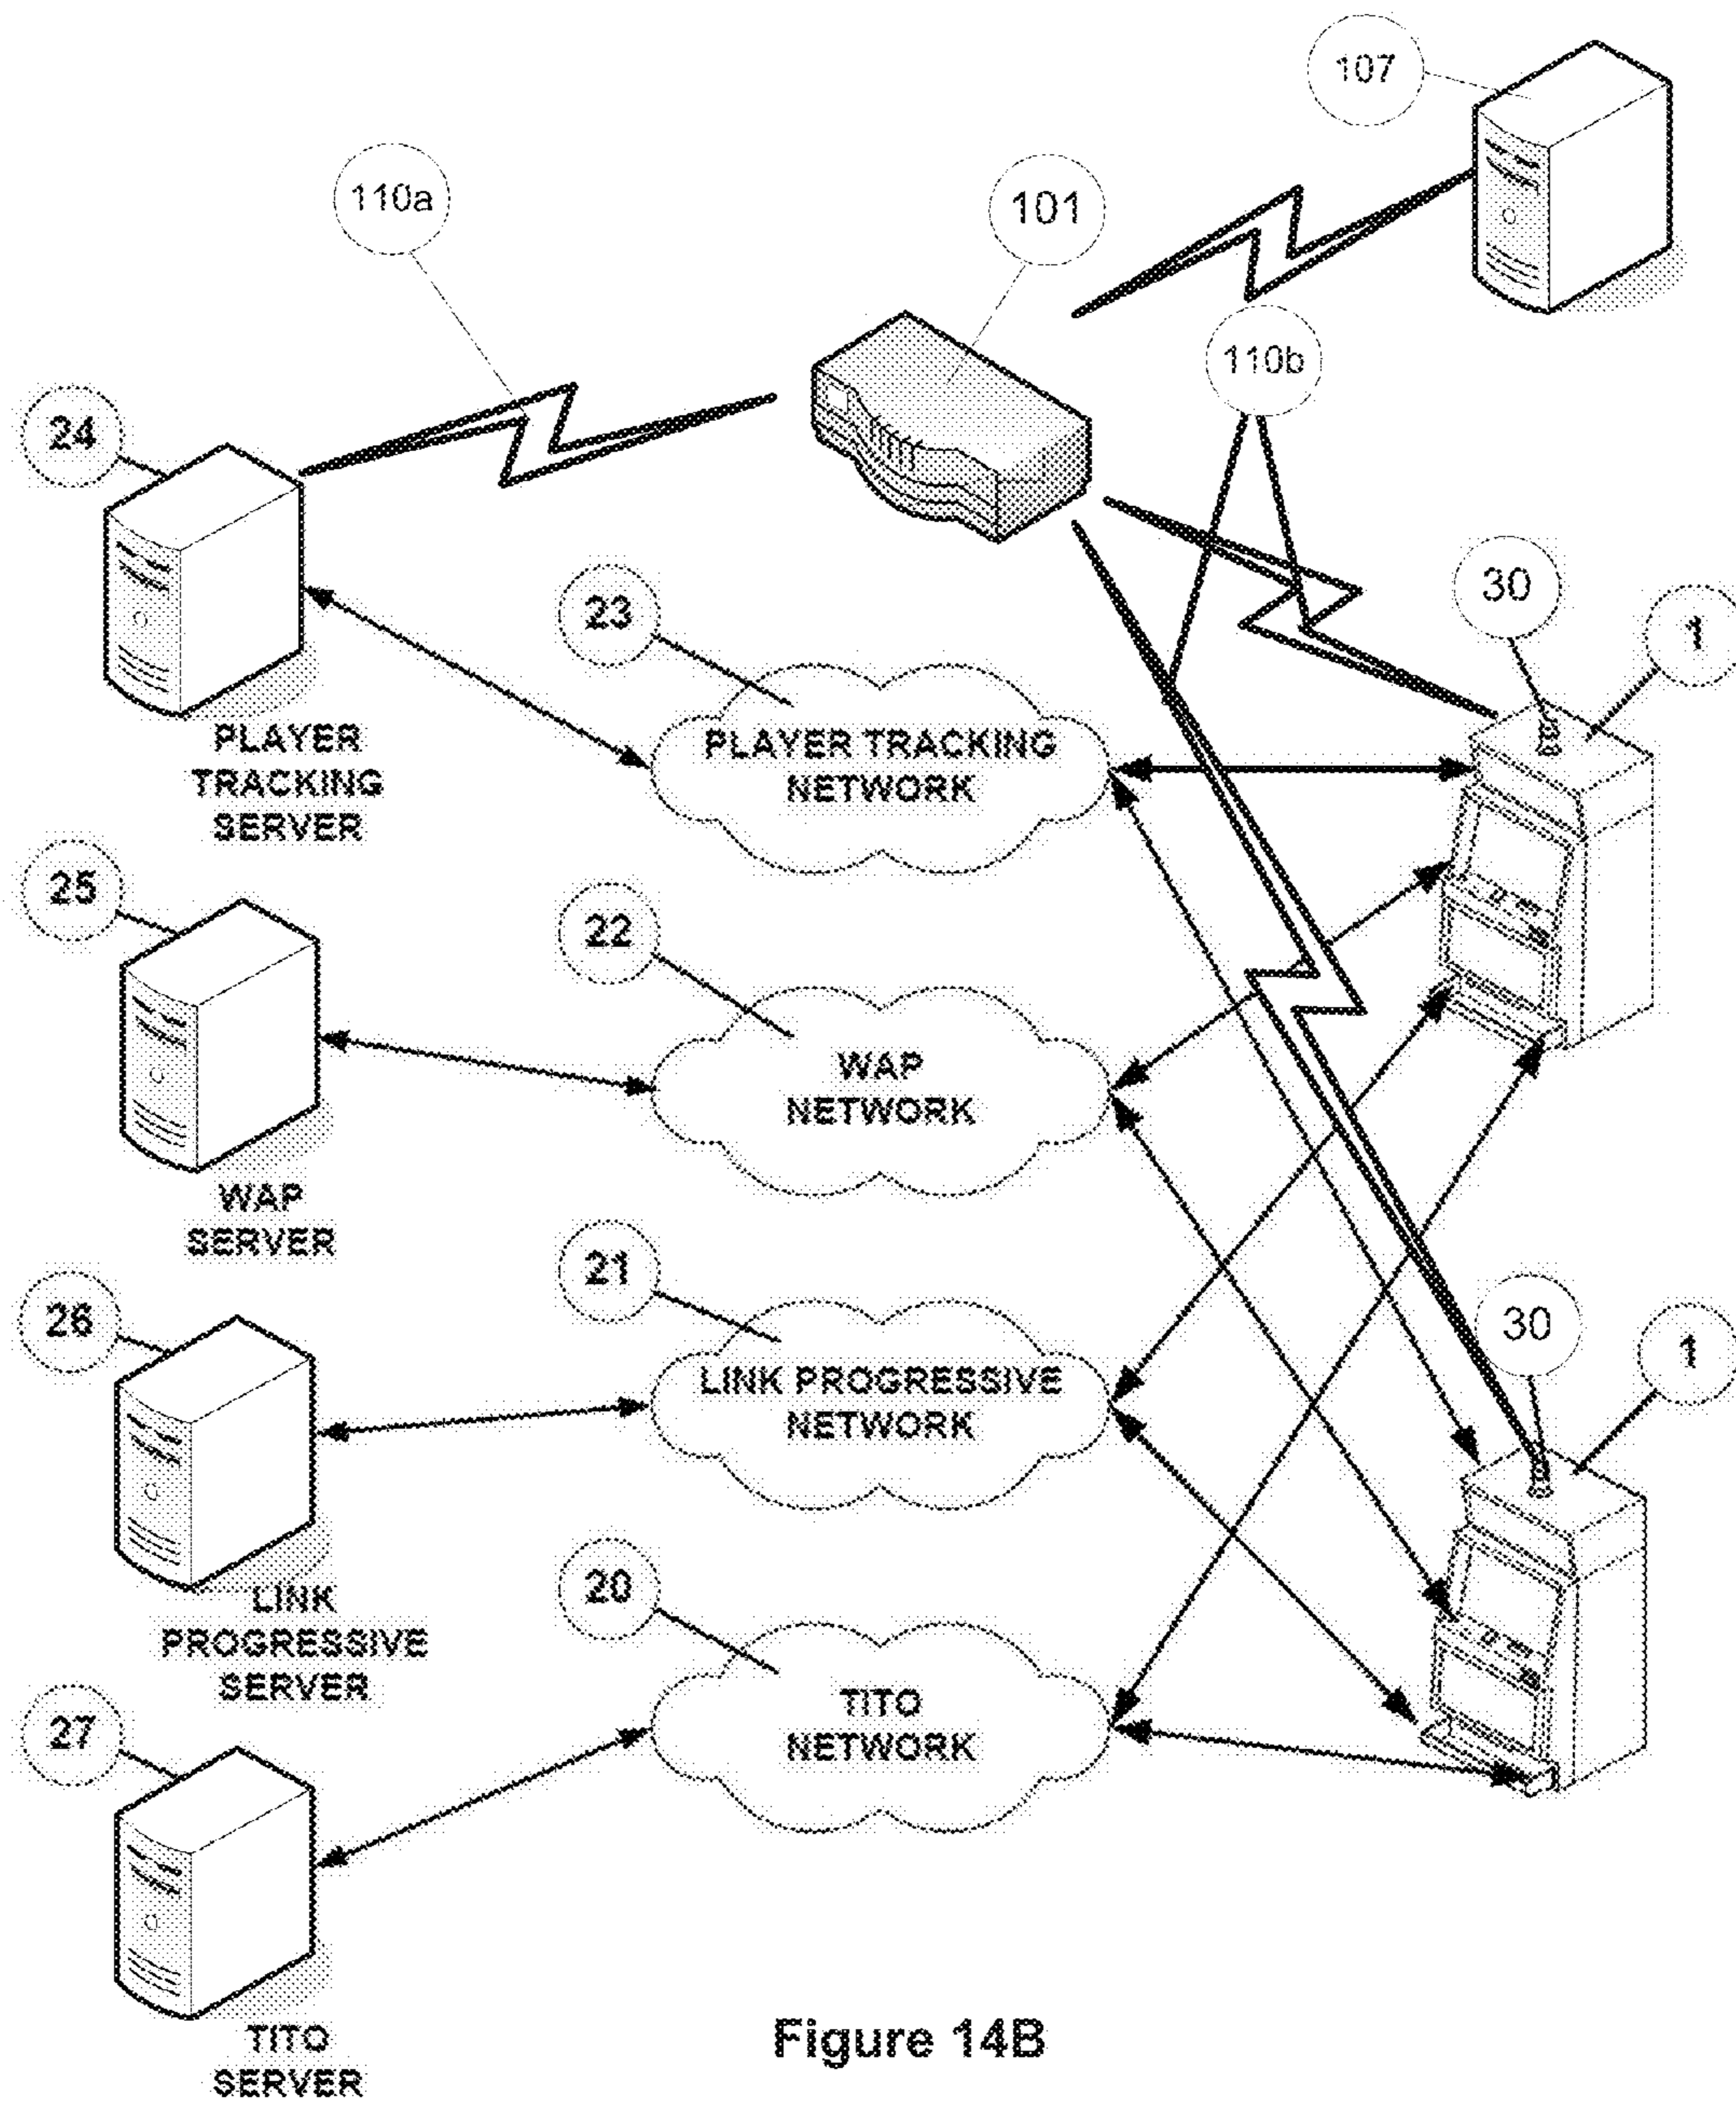 107
110a
101
110b
24
23
30
1
PLAYER
TRACKING
SERVER
PLAYER TRACKING
NETWORK
25
22
WAP
SERVER
WAP
NETWORK
26
21
30
1
LINK
PROGRESSIVE
SERVER
LINK PROGRESSIVE
NETWORK
27
20
TITO
SERVER
TITO
NETWORK
Figure 14B